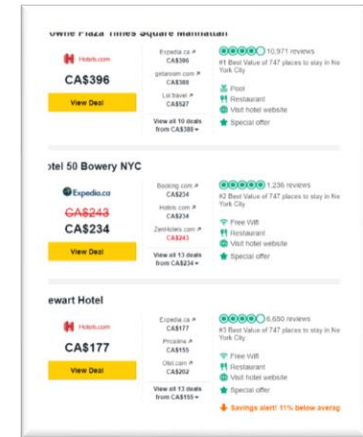 owne Plaza Times Square Manhattan
Hotels.com
CA$396
View Deal
Expedia.ca
CA$396
getaroom.com
CA$388
Lol.travel
CA$527
View all 10 deals
from CA$388
10,971 reviews
#1 Best Value of 747 places to stay in New
York City
Pool
Restaurant
Visit hotel website
Special offer
otel 50 Bowery NYC
Expedia.ca
CA$243
CA$234
View Deal
Booking.com
CA$234
Hotels.com
CA$234
ZenHotels.com
CA$243
View all 13 deals
from CA$234
1,236 reviews
#2 Best Value of 747 places to stay in New
York City
Free Wifi
Restaurant
Visit hotel website
Special offer
ewart Hotel
Hotels.com
CA$177
View Deal
Expedia.ca
CA$177
Priceline
CA$155
CA$202
View all 13 deals
from CA$155
6,650 reviews
#3 Best Value of 747 places to stay in New
York City
Free Wifi
Restaurant
Visit hotel website
Special offer
Savings alert! 11% below averag